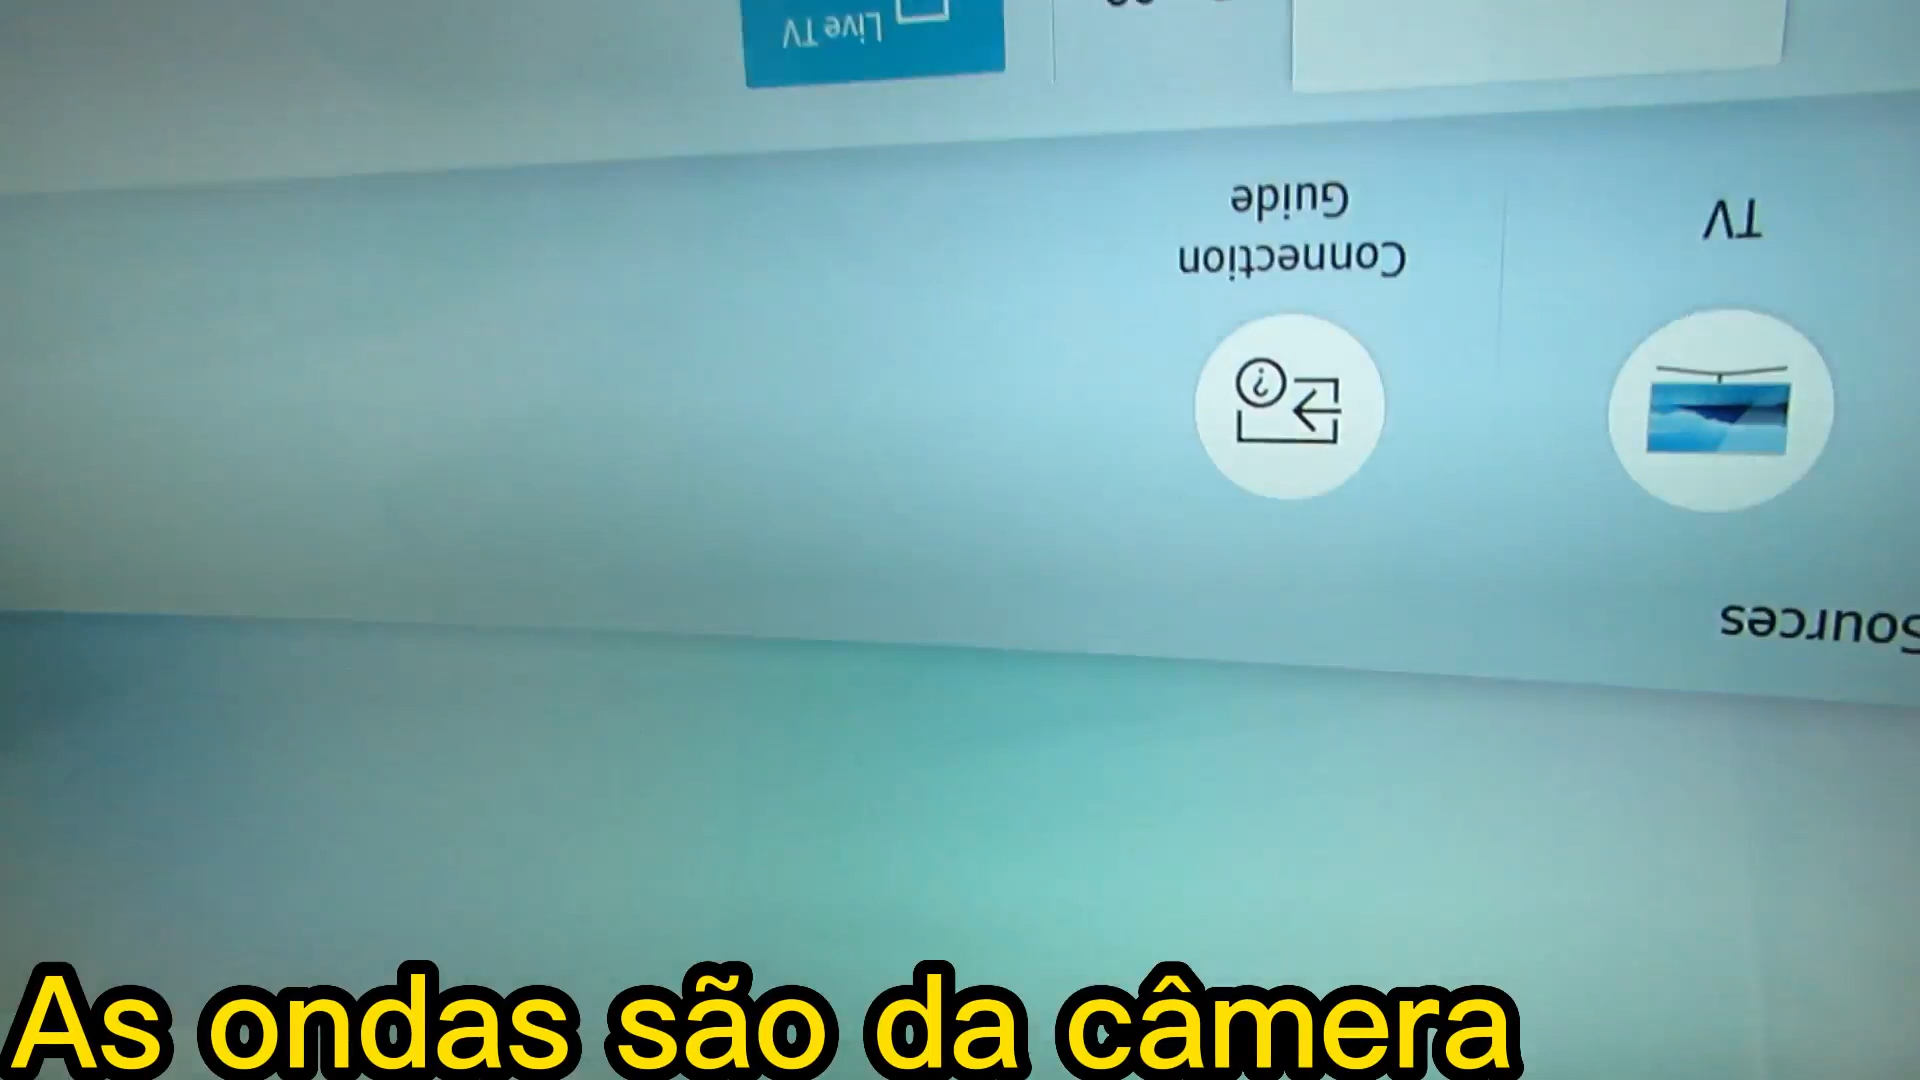 Sources
TV
Connection
Guide
Live TV
As ondas são da câmera